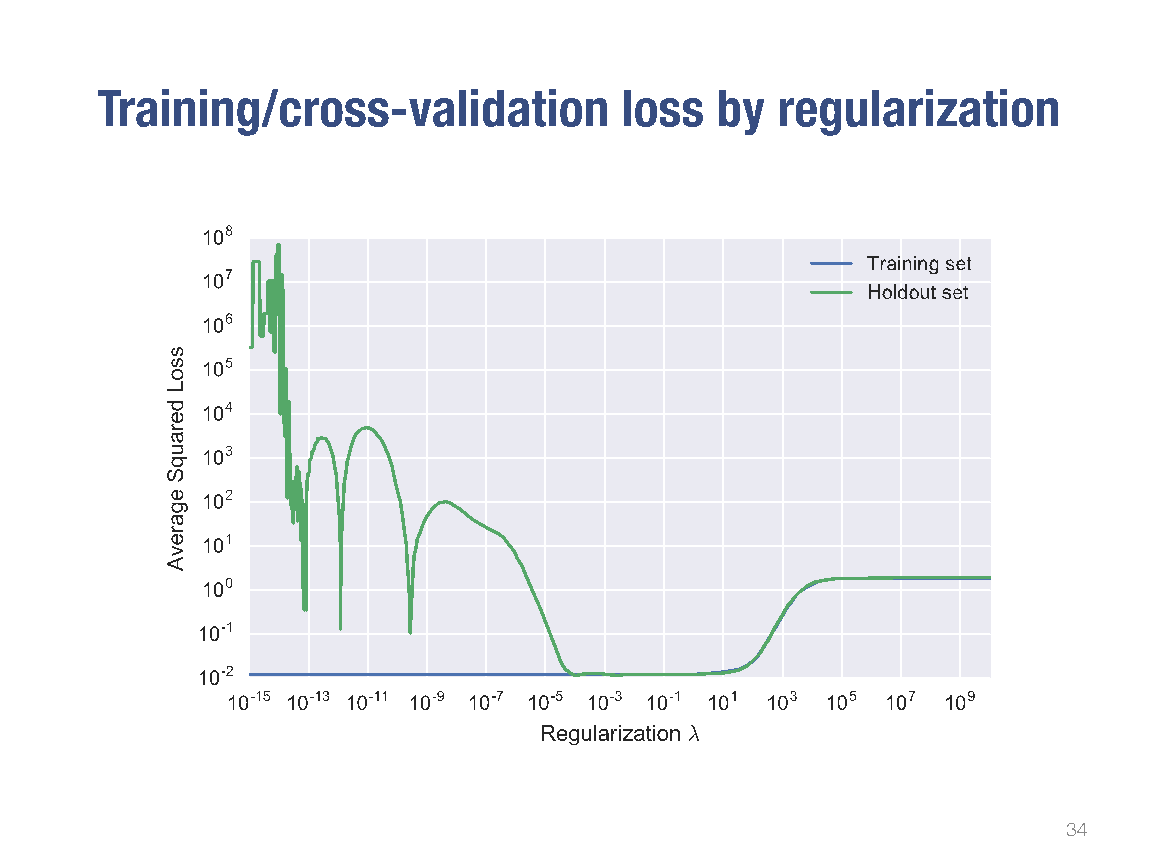 Training/cross-validation loss by regularization
10^8
10^7
10^6
10^5
10^4
10^3
10^2
10^1
10^0
10^-1
10^-2
Average Squared Loss
Training set
Holdout set
10^-15 10^-13 10^-11 10^-9 10^-7 10^-5 10^-3 10^-1 10^1 10^3 10^5 10^7 10^9
Regularization λ
34